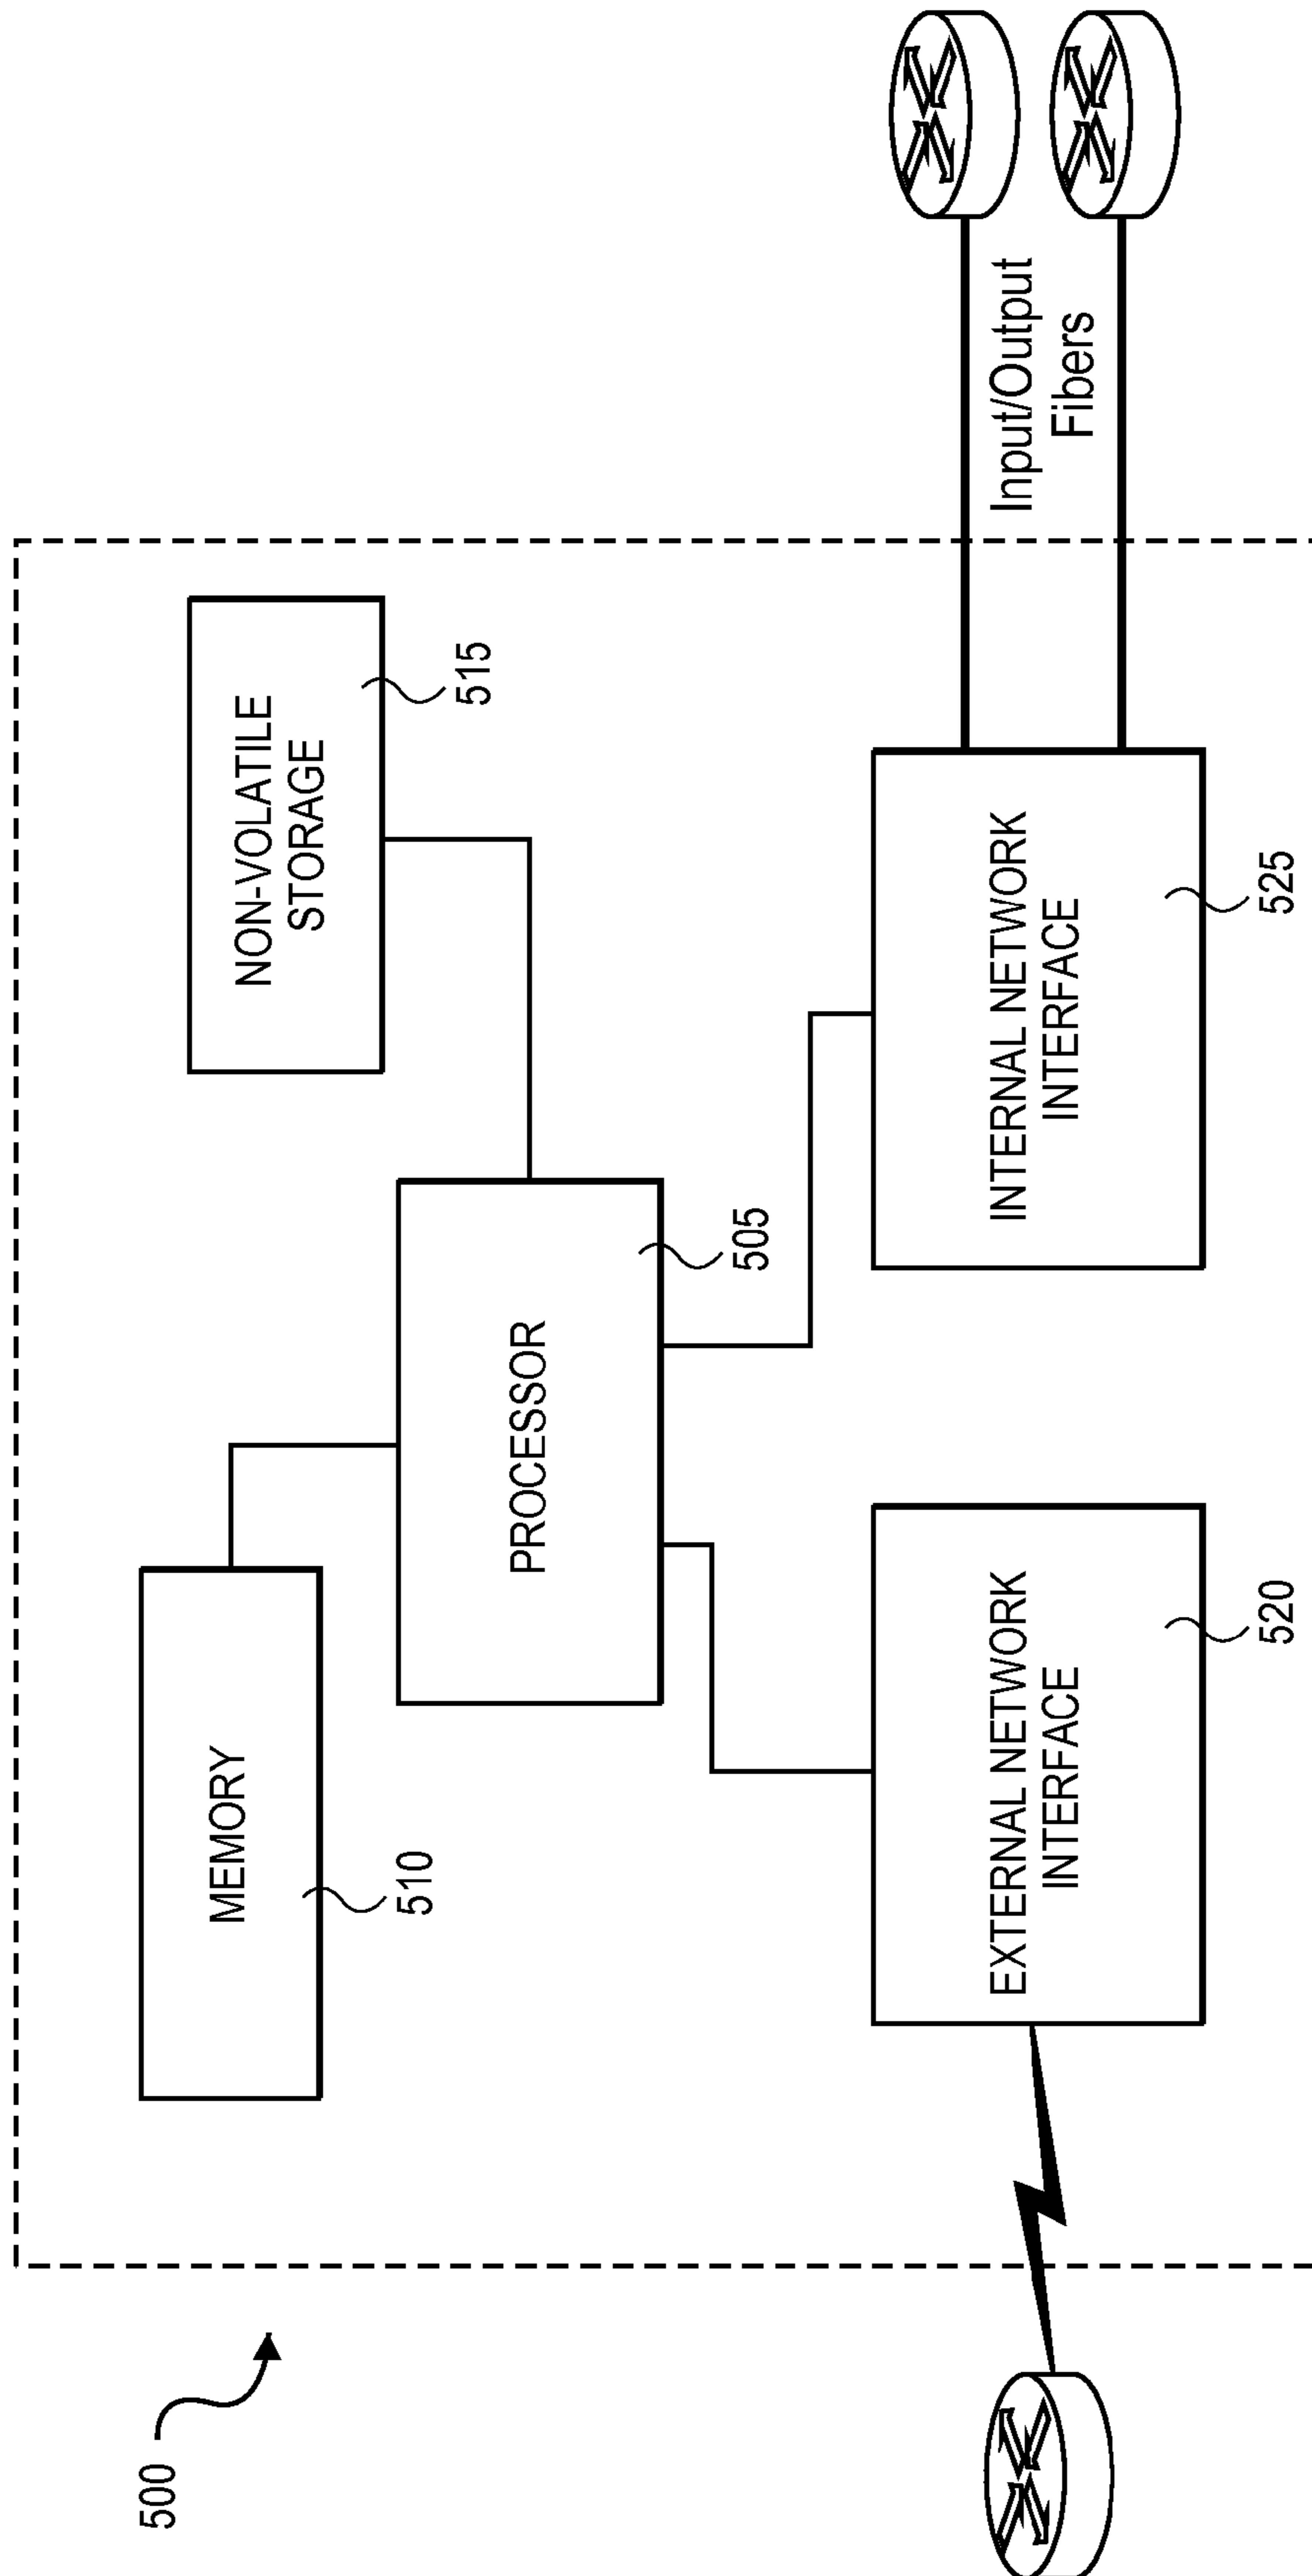 500
MEMORY
510
NON-VOLATILE
STORAGE
515
PROCESSOR
505
EXTERNAL NETWORK
INTERFACE
520
INTERNAL NETWORK
INTERFACE
525
Input/Output
Fibers